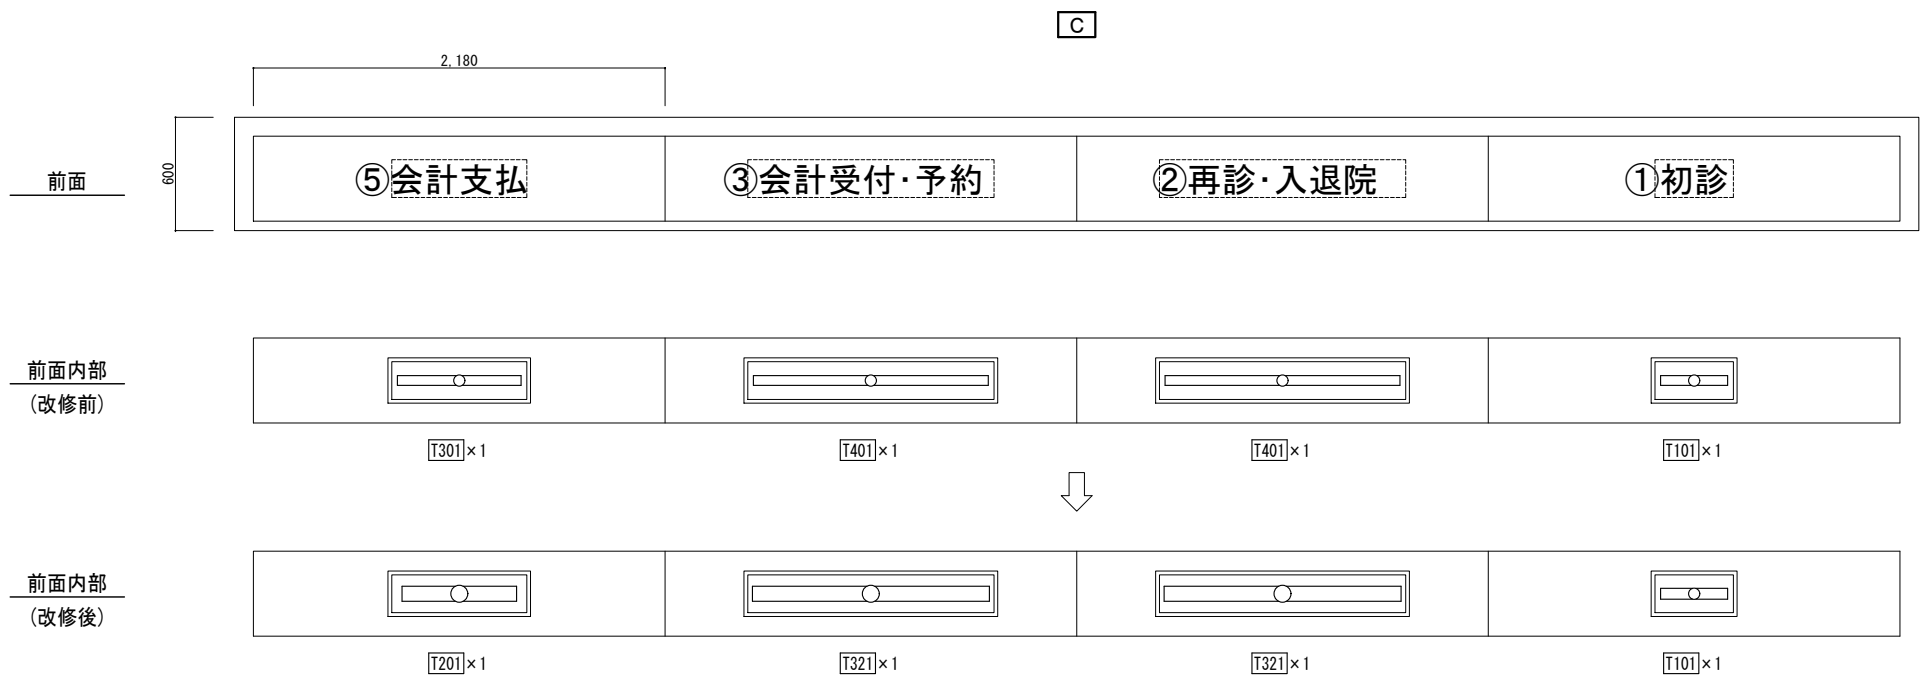 C
2,180
600
前面
⑤会計支払
③会計受付・予約
②再診・入退院
①初診
前面内部
(改修前)
T301×1
T401×1
T401×1
T101×1
前面内部
(改修後)
T201×1
T321×1
T321×1
T101×1